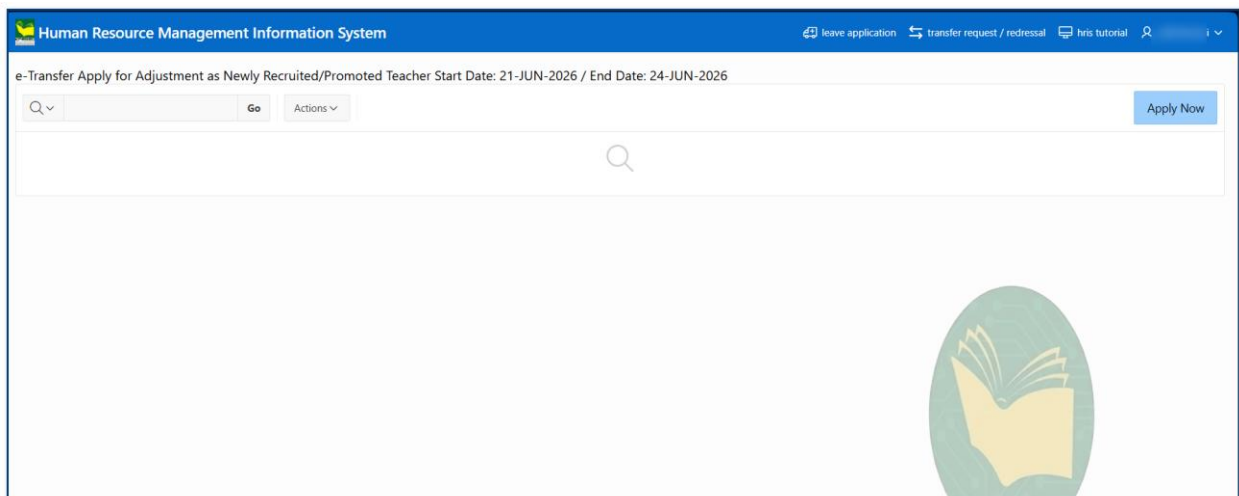 Human Resource Management Information System
leave application transfer request / redressal hris tutorial
e-Transfer Apply for Adjustment as Newly Recruited/Promoted Teacher Start Date: 21-JUN-2026 / End Date: 24-JUN-2026
Go Actions Apply Now